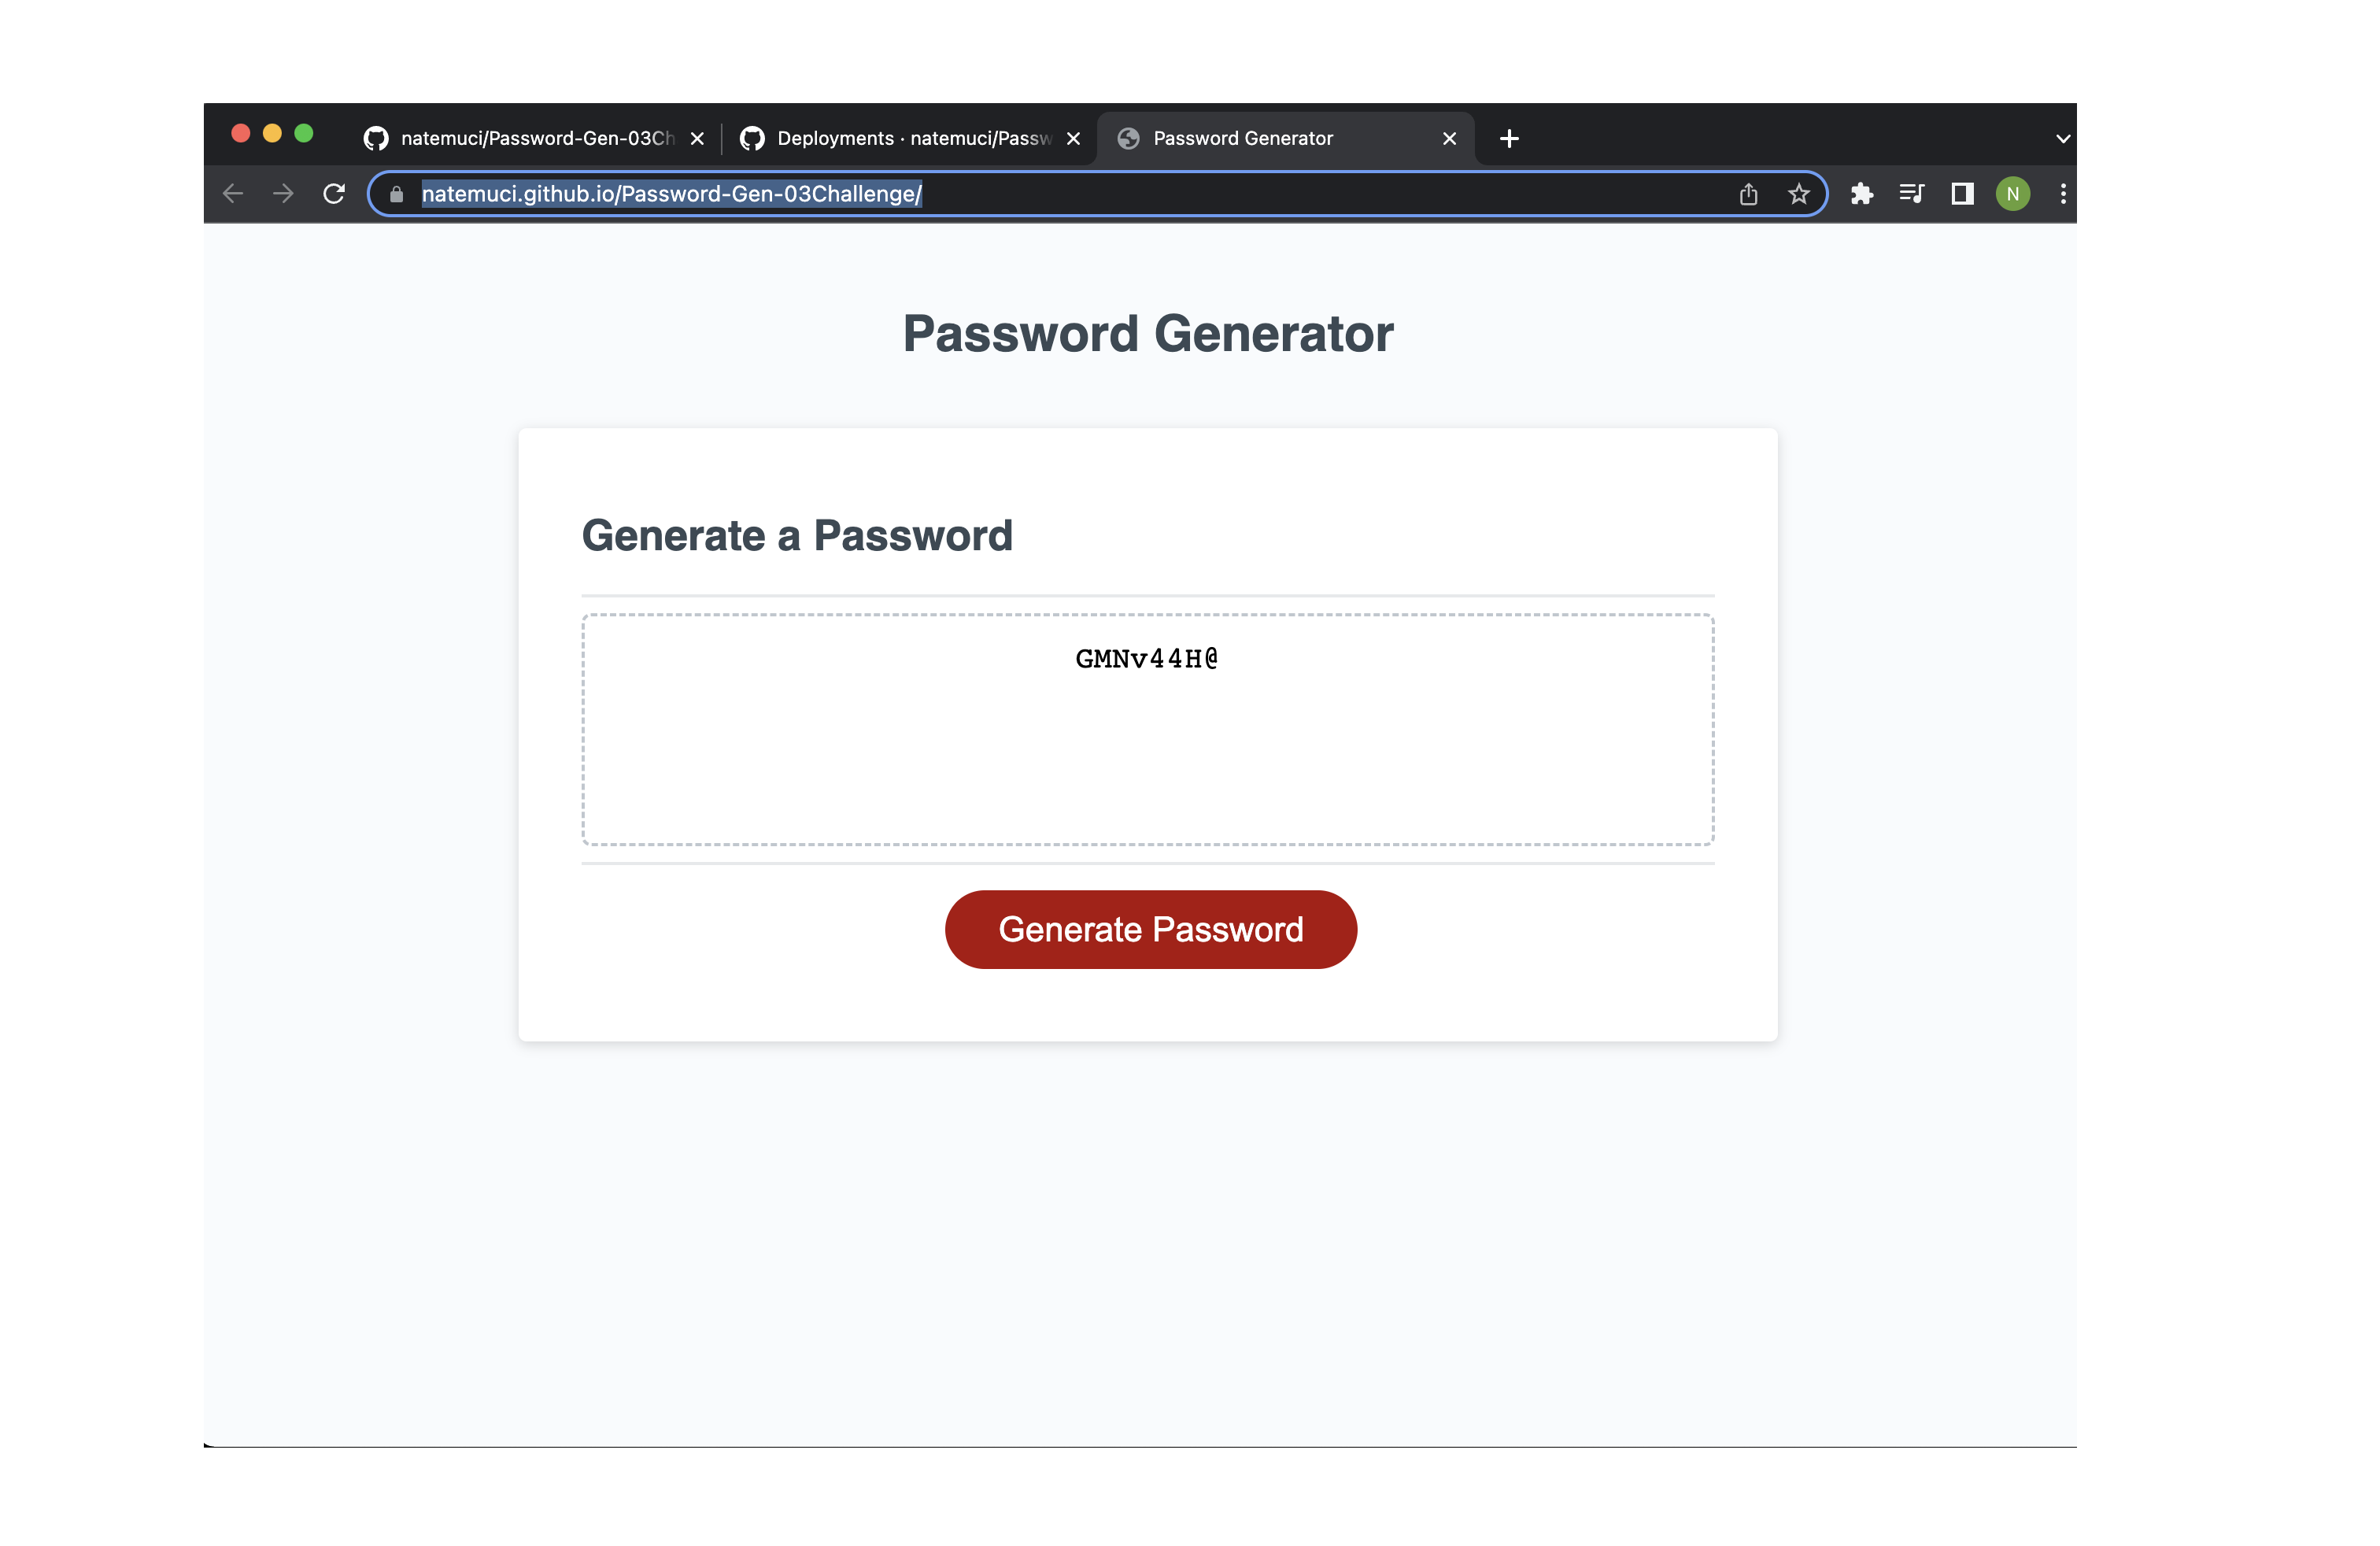 natemuci/Password-Gen-03Ch
Deployments · natemuci/Passw
Password Generator
natemuci.github.io/Password-Gen-03Challenge/
N
Password Generator
Generate a Password
GMNv44H@
Generate Password